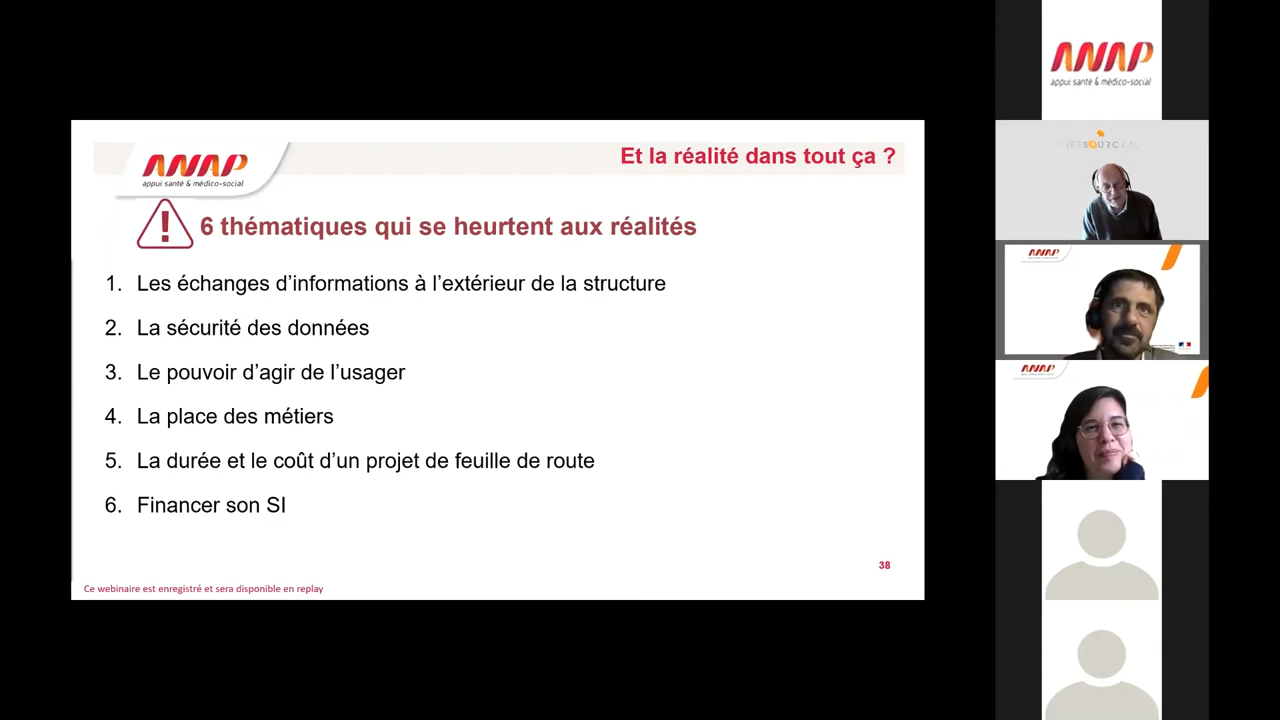 ANAP
appui santé & médico-social
Et la réalité dans tout ça ?
6 thématiques qui se heurtent aux réalités
1. Les échanges d’informations à l’extérieur de la structure
2. La sécurité des données
3. Le pouvoir d’agir de l’usager
4. La place des métiers
5. La durée et le coût d’un projet de feuille de route
6. Financer son SI
38
Ce webinaire est enregistré et sera disponible en replay
ANAP
appui santé & médico-social
RESSOURCIAL
ANAP
ANAP